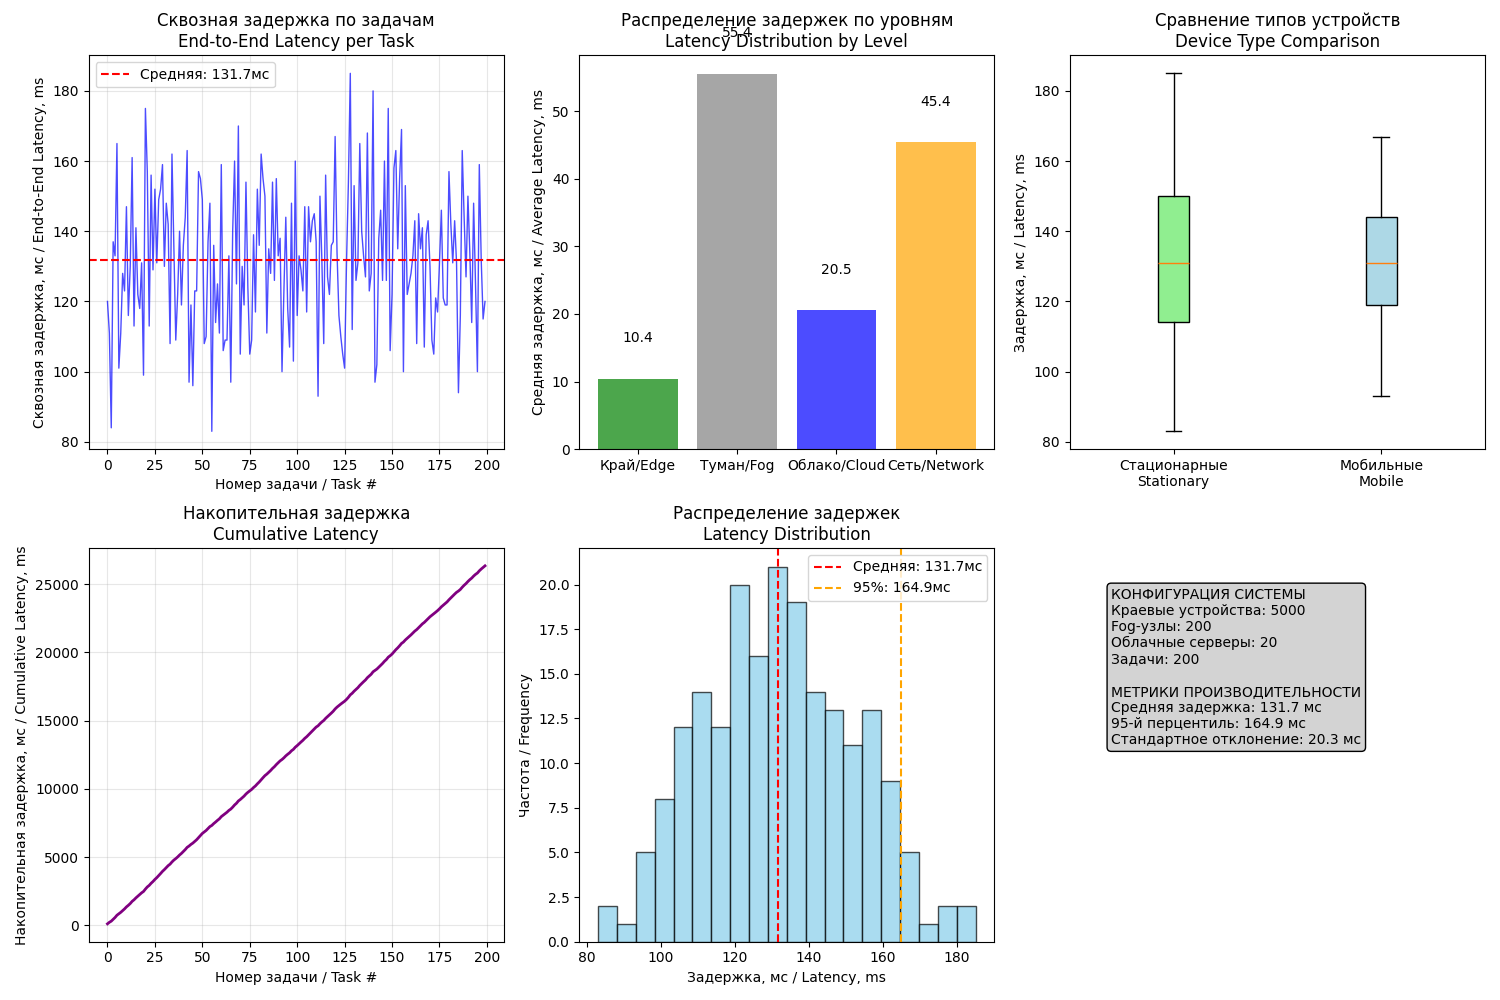 Сквозная задержка по задачам
End-to-End Latency per Task
Сквозная задержка, мс / End-to-End Latency, ms
180
160
140
120
100
80
Средняя: 131.7мс
0 25 50 75 100 125 150 175 200
Номер задачи / Task #
Распределение задержек по уровням
Latency Distribution by Level
Средняя задержка, мс / Average Latency, ms
50
40
30
20
10
0
10.4
55.4
20.5
45.4
Край/Edge Туман/Fog Облако/Cloud Сеть/Network
Сравнение типов устройств
Device Type Comparison
Задержка, мс / Latency, ms
180
160
140
120
100
80
Стационарные
Stationary
Мобильные
Mobile
Накопительная задержка
Cumulative Latency
Накопительная задержка, мс / Cumulative Latency, ms
25000
20000
15000
10000
5000
0
0 25 50 75 100 125 150 175 200
Номер задачи / Task #
Распределение задержек
Latency Distribution
Частота / Frequency
20.0
17.5
15.0
12.5
10.0
7.5
5.0
2.5
0.0
Средняя: 131.7мс
95%: 164.9мс
80 100 120 140 160 180
Задержка, мс / Latency, ms
КОНФИГУРАЦИЯ СИСТЕМЫ
Краевые устройства: 5000
Fog-узлы: 200
Облачные серверы: 20
Задачи: 200
МЕТРИКИ ПРОИЗВОДИТЕЛЬНОСТИ
Средняя задержка: 131.7 мс
95-й перцентиль: 164.9 мс
Стандартное отклонение: 20.3 мс